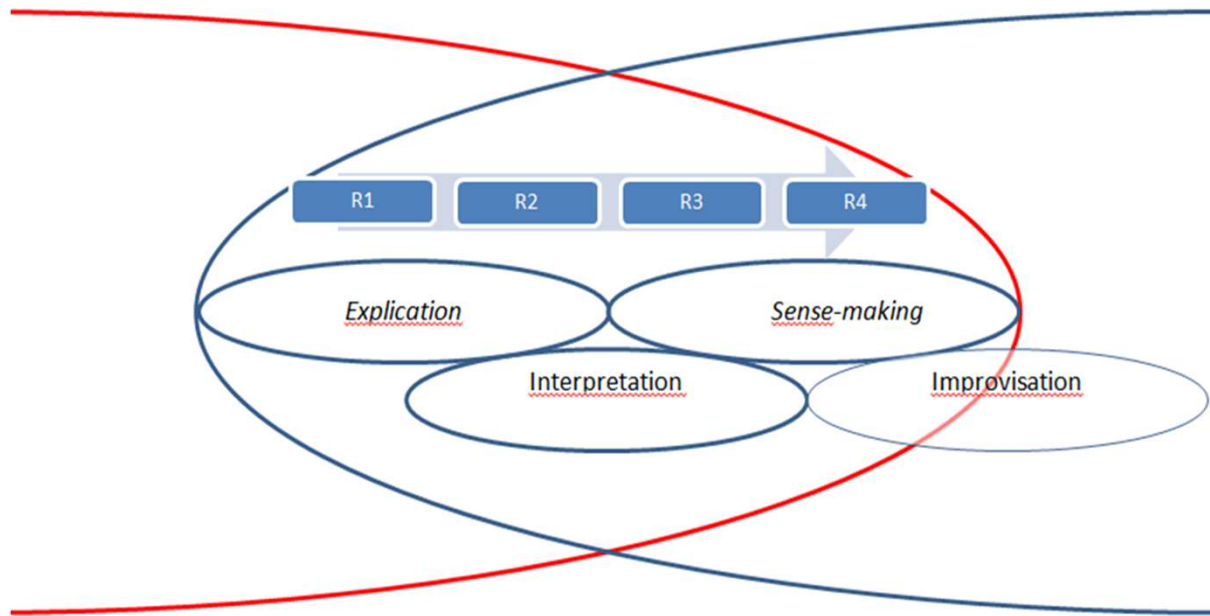 R1 R2 R3 R4
Explication Sense-making
Interpretation Improvisation